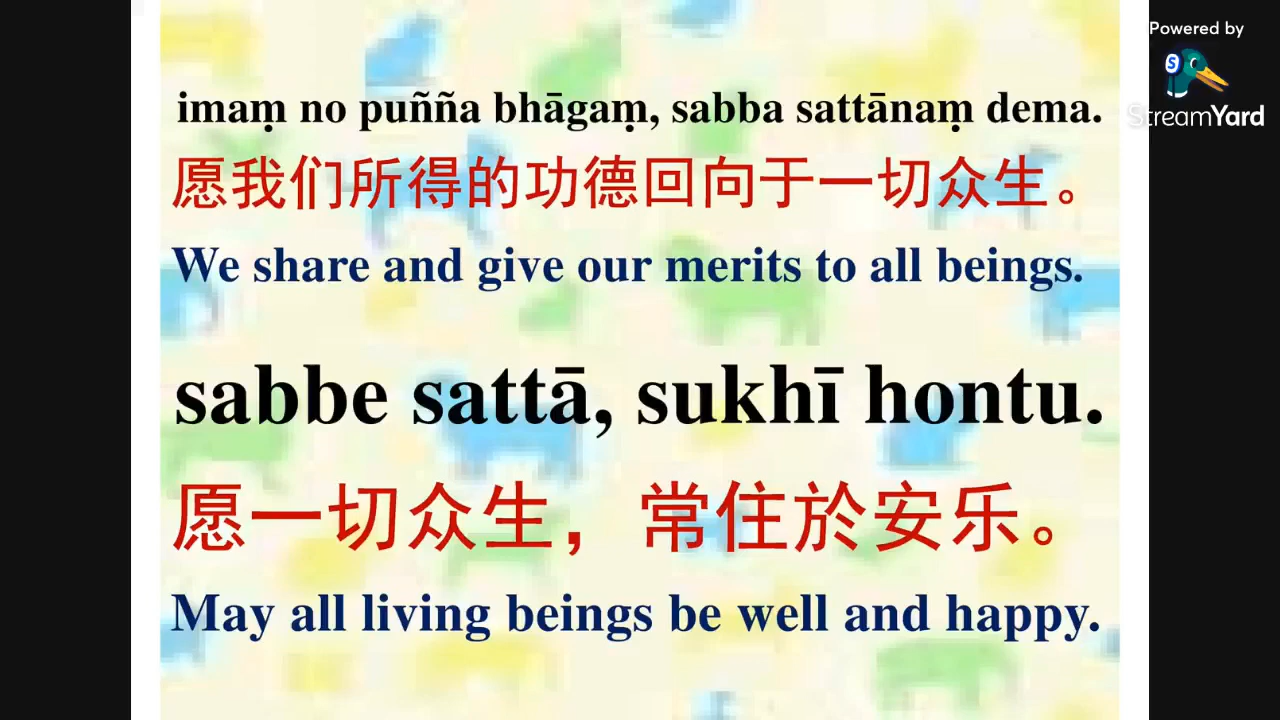 Powered by
StreamYard
imaṃ no puñña bhāgaṃ, sabba sattānaṃ dema.
愿我们所得的功德回向于一切众生。
We share and give our merits to all beings.
sabbe sattā, sukhī hontu.
愿一切众生，常住於安乐。
May all living beings be well and happy.